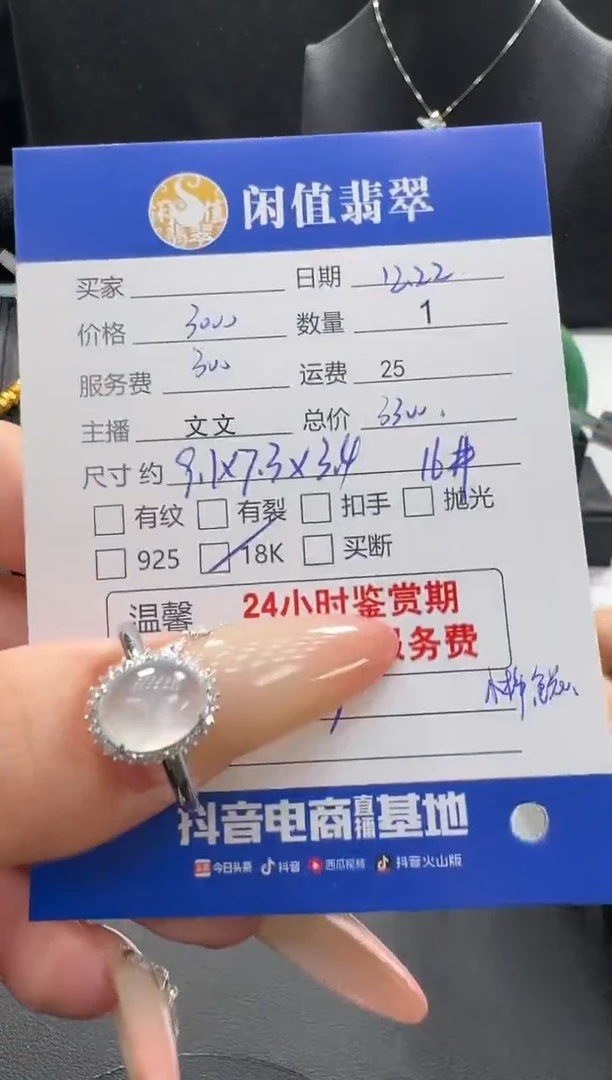 闲值翡翠
买家 日期 12.22
价格 3000 数量 1
服务费 300 运费 25
主播 文文 总价 3300.
尺寸约 9.1x7.3x3.4 16#
有纹 有裂 扣手 抛光
925 18K 买断
温馨 24小时鉴赏期
服务费
抖音电商直播基地
今日头条 抖音 西瓜视频 抖音火山版